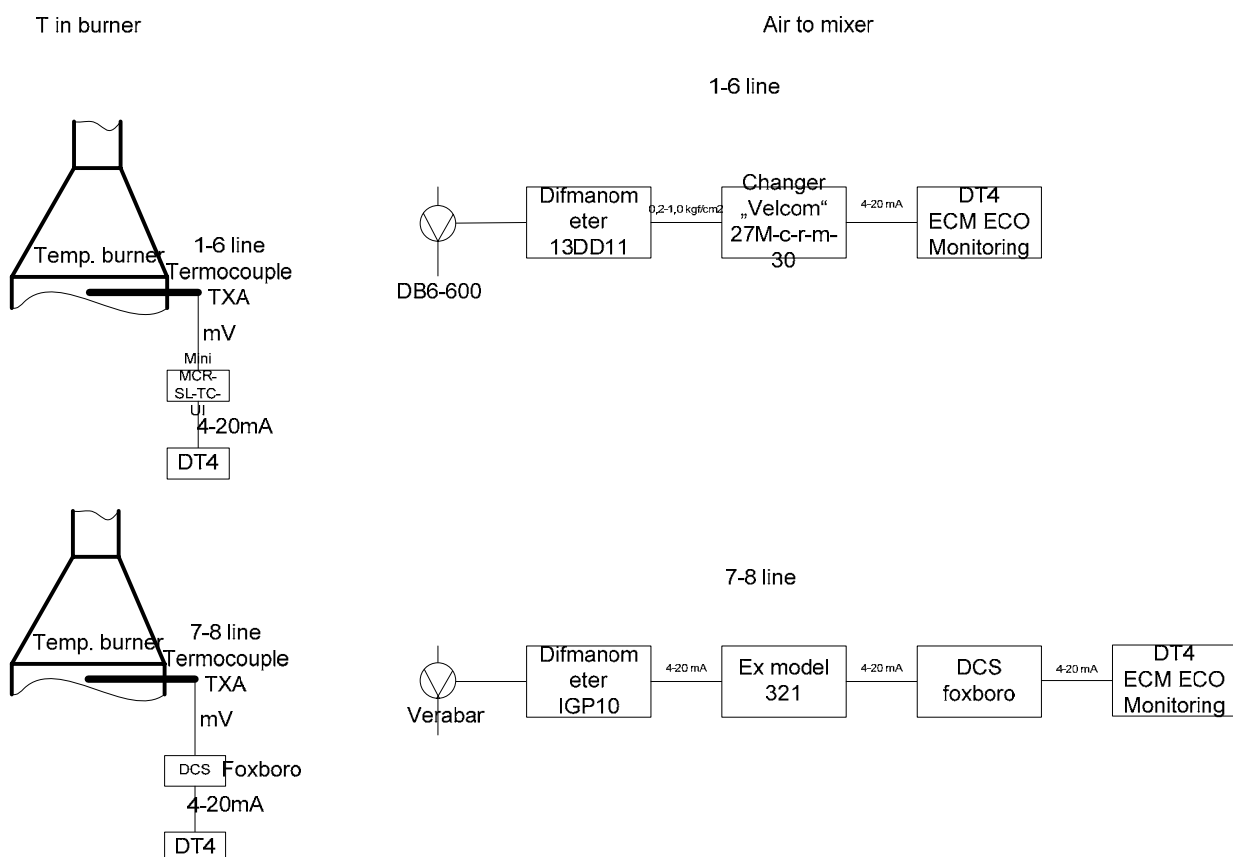 T in burner
Air to mixer
1-6 line
Temp. burner
1-6 line
Termocouple
TXA
mV
Mini
MCR-
SL-TC-
UI
4-20mA
DT4
DB6-600
Difmanom
eter
13DD11
0,2-1,0 kgf/cm2
Changer
„Velcom“
27M-c-r-m-
30
4-20 mA
DT4
ECM ECO
Monitoring
7-8 line
Temp. burner
7-8 line
Termocouple
TXA
mV
DCS
Foxboro
4-20mA
DT4
Verabar
Difmanom
eter
IGP10
4-20 mA
Ex model
321
4-20 mA
DCS
foxboro
4-20 mA
DT4
ECM ECO
Monitoring